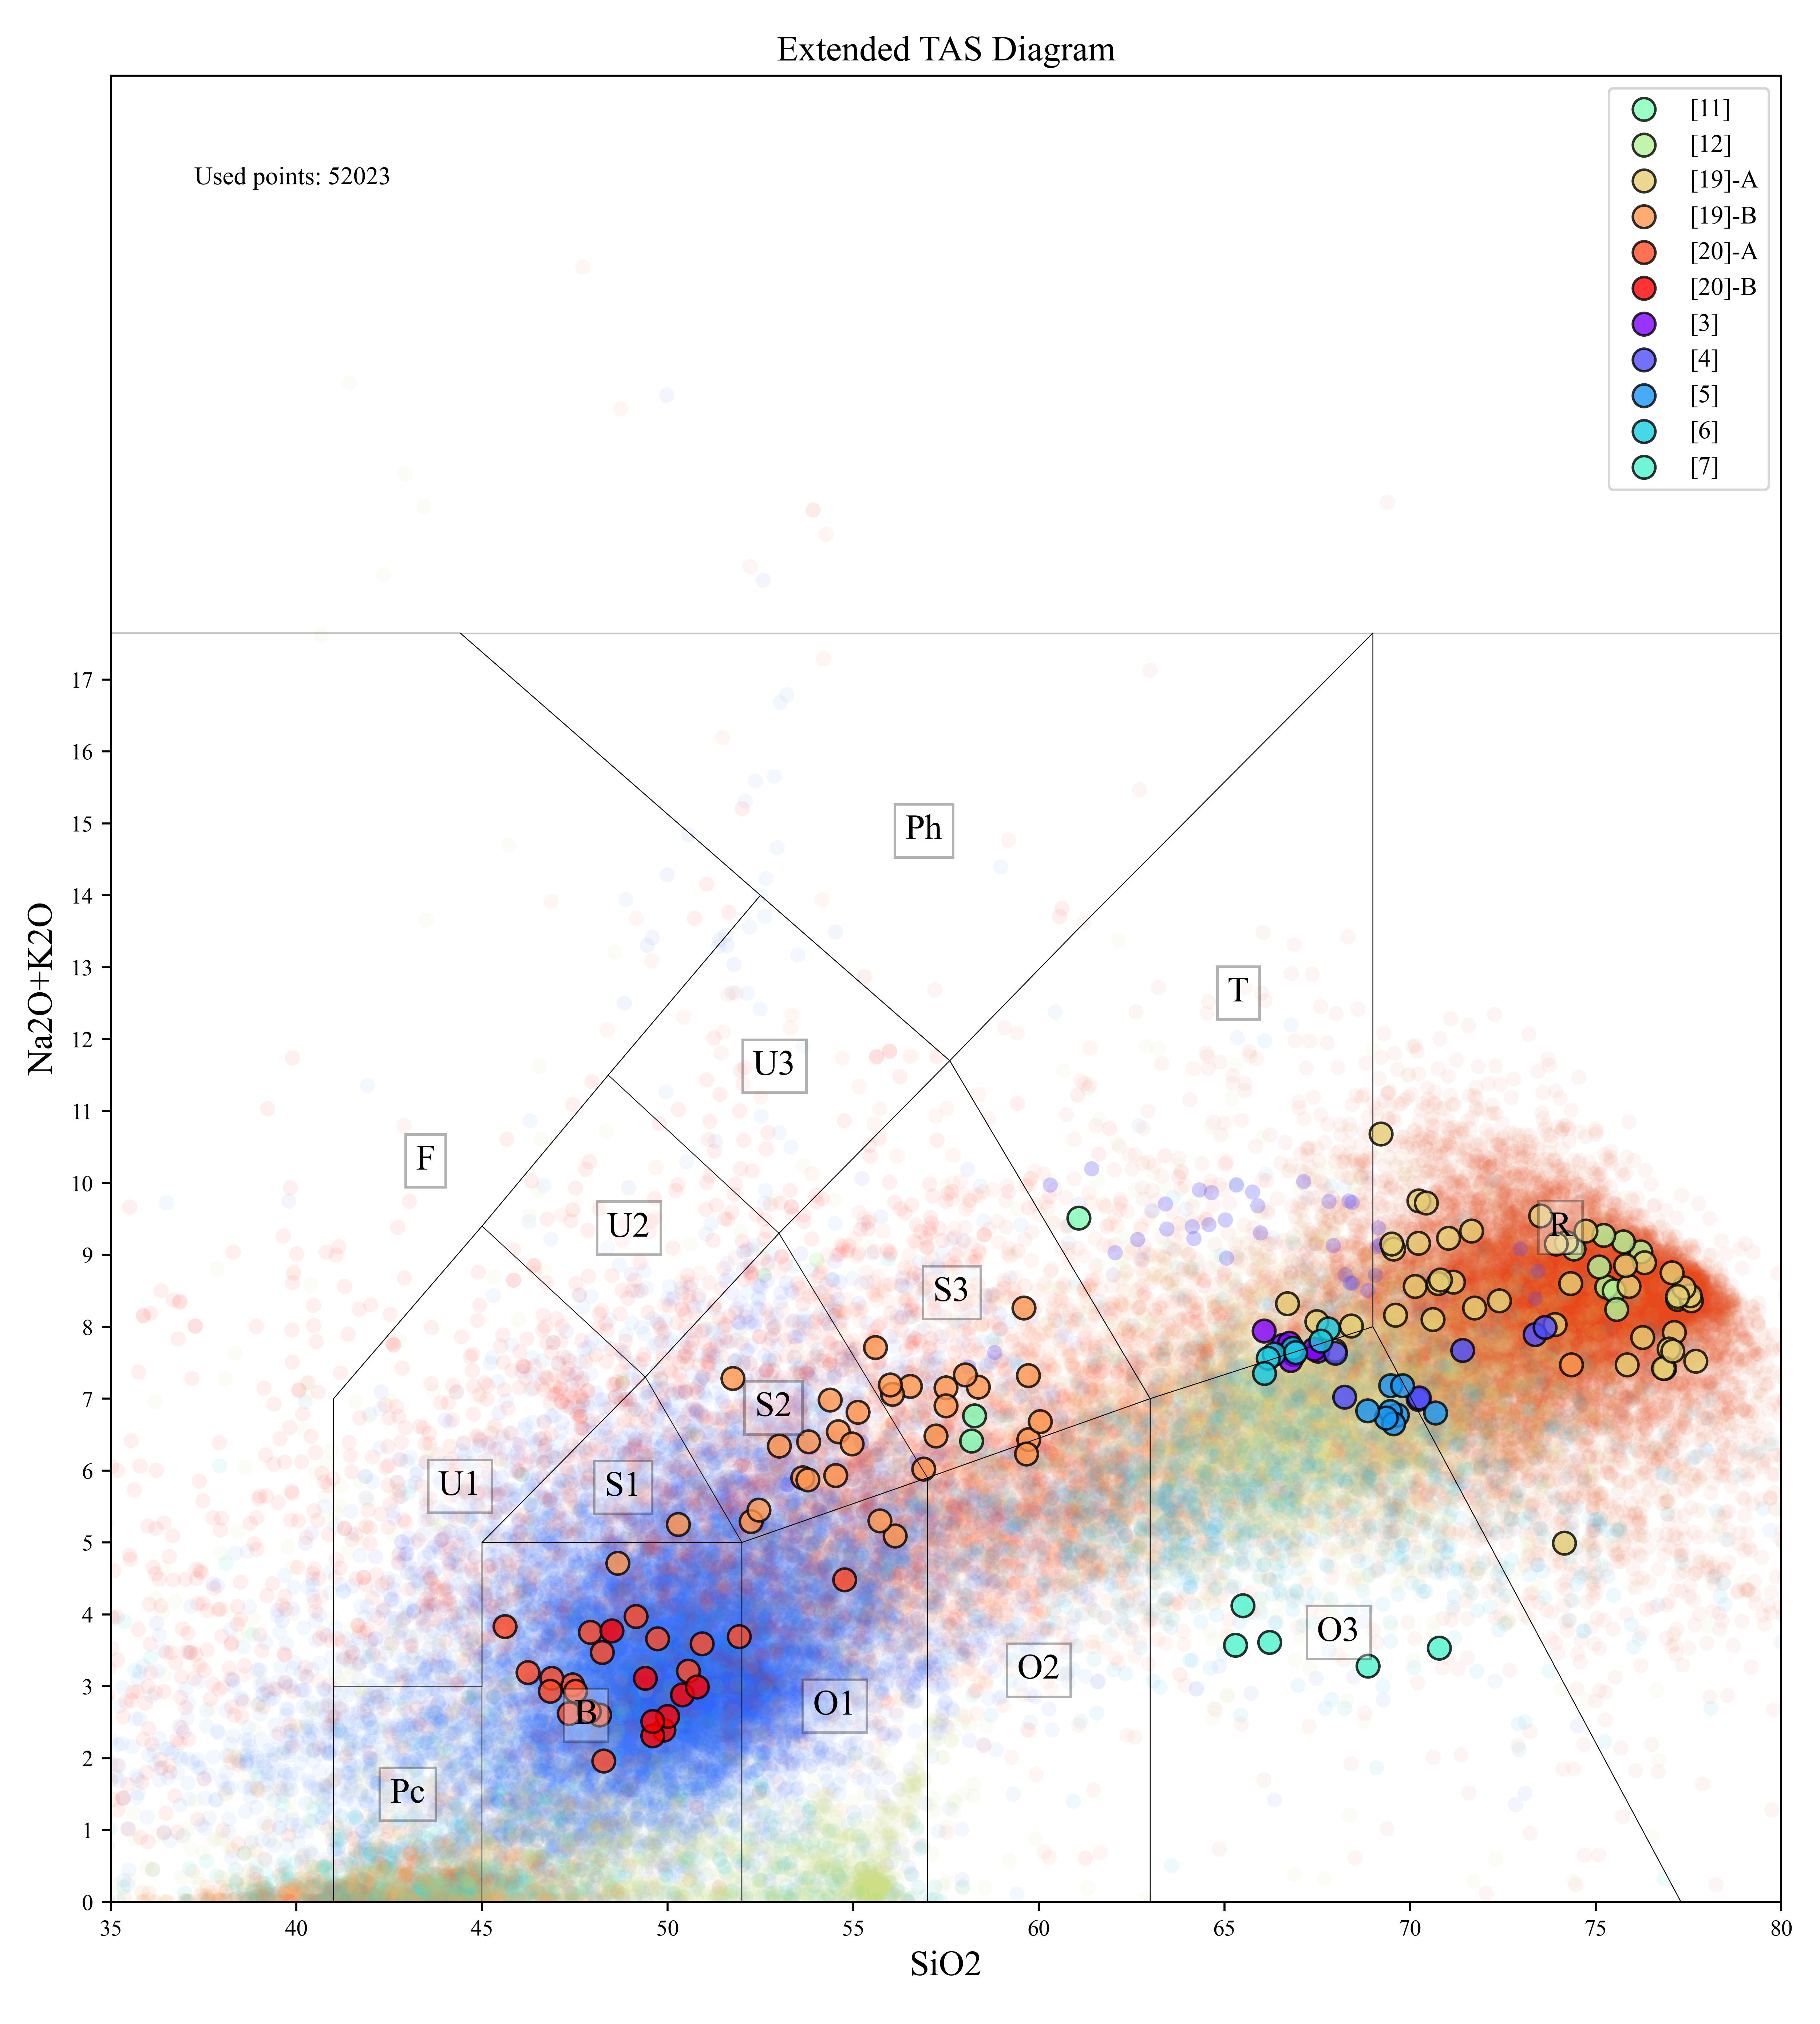 Extended TAS Diagram
Used points: 52023
[11]
[12]
[19]-A
[19]-B
[20]-A
[20]-B
[3]
[4]
[5]
[6]
[7]
Na2O+K2O
17
16
15
14
13
12
11
10
9
8
7
6
5
4
3
2
1
0
Ph
T
U3
F
U2
R
S3
S2
U1
S1
O3
O2
B
O1
Pc
35 40 45 50 55 60 65 70 75 80
SiO2